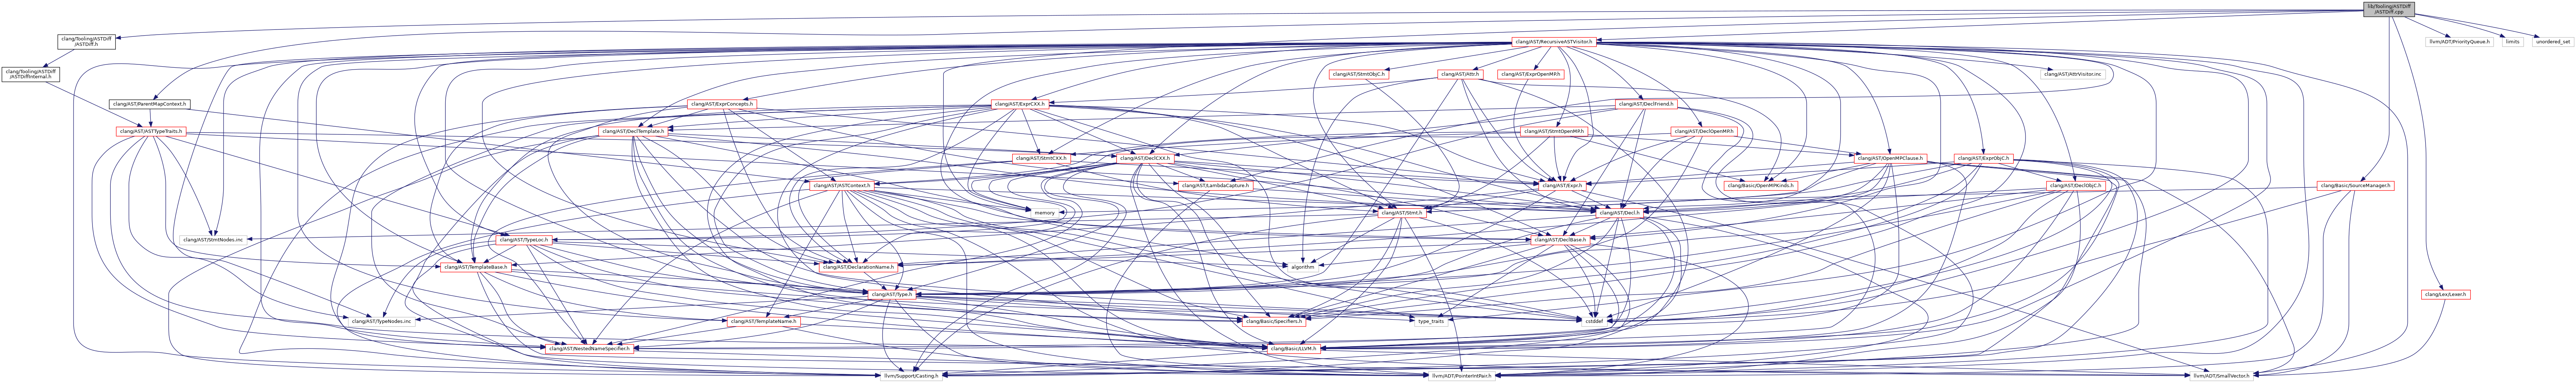 lib/Tooling/ASTDiff
/ASTDiff.cpp
clang/Tooling/ASTDiff
/ASTDiff.h
clang/AST/RecursiveASTVisitor.h
llvm/ADT/PriorityQueue.h
limits
unordered_set
clang/Tooling/ASTDiff
/ASTDiffInternal.h
clang/AST/StmtObjC.h
clang/AST/Attr.h
clang/AST/ExprOpenMP.h
clang/AST/AttrVisitor.inc
clang/AST/ParentMapContext.h
clang/AST/ExprConcepts.h
clang/AST/ExprCXX.h
clang/AST/DeclFriend.h
clang/AST/ASTTypeTraits.h
clang/AST/DeclTemplate.h
clang/AST/StmtOpenMP.h
clang/AST/DeclOpenMP.h
clang/AST/StmtCXX.h
clang/AST/DeclCXX.h
clang/AST/OpenMPClause.h
clang/AST/ExprObjC.h
clang/AST/ASTContext.h
clang/AST/LambdaCapture.h
clang/AST/Expr.h
clang/Basic/OpenMPKinds.h
clang/AST/DeclObjC.h
clang/Basic/SourceManager.h
memory
clang/AST/Stmt.h
clang/AST/Decl.h
clang/AST/StmtNodes.inc
clang/AST/TypeLoc.h
clang/AST/DeclBase.h
clang/AST/TemplateBase.h
clang/AST/DeclarationName.h
algorithm
clang/AST/Type.h
clang/Lex/Lexer.h
clang/AST/TypeNodes.inc
clang/AST/TemplateName.h
clang/Basic/Specifiers.h
type_traits
cstddef
clang/AST/NestedNameSpecifier.h
clang/Basic/LLVM.h
llvm/Support/Casting.h
llvm/ADT/PointerIntPair.h
llvm/ADT/SmallVector.h